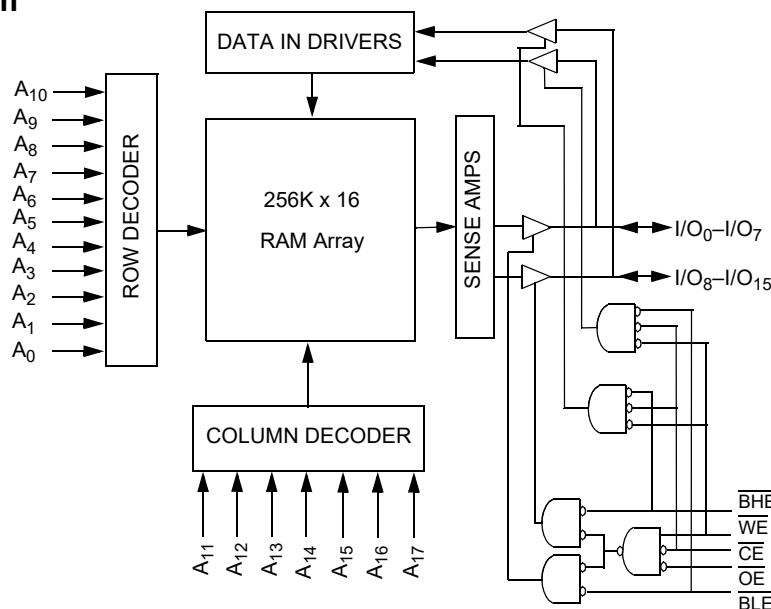 n
DATA IN DRIVERS
A10
A9
A8
A7
A6
A5
A4
A3
A2
A1
A0
ROW DECODER
256K x 16
RAM Array
SENSE AMPS
I/O0–I/O7
I/O8–I/O15
COLUMN DECODER
A11
A12
A13
A14
A15
A16
A17
BHE
WE
CE
OE
BLE